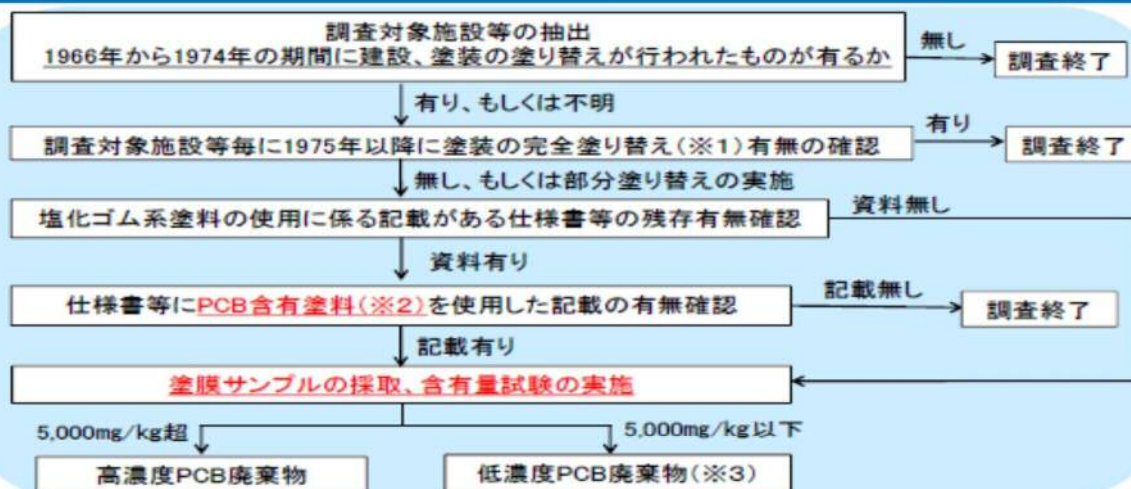 調査対象施設等の抽出
1966年から1974年の期間に建設、塗装の塗り替えが行われたものが有るか
無し
調査終了
有り、もしくは不明
調査対象施設等毎に1975年以降に塗装の完全塗り替え(※1)有無の確認
有り
調査終了
無し、もしくは部分塗り替えの実施
塩化ゴム系塗料の使用に係る記載がある仕様書等の残存有無確認
資料無し
資料有り
仕様書等にPCB含有塗料(※2)を使用した記載の有無確認
記載無し
調査終了
記載有り
塗膜サンプルの採取、含有量試験の実施
5,000mg/kg超
5,000mg/kg以下
高濃度PCB廃棄物
低濃度PCB廃棄物(※3)